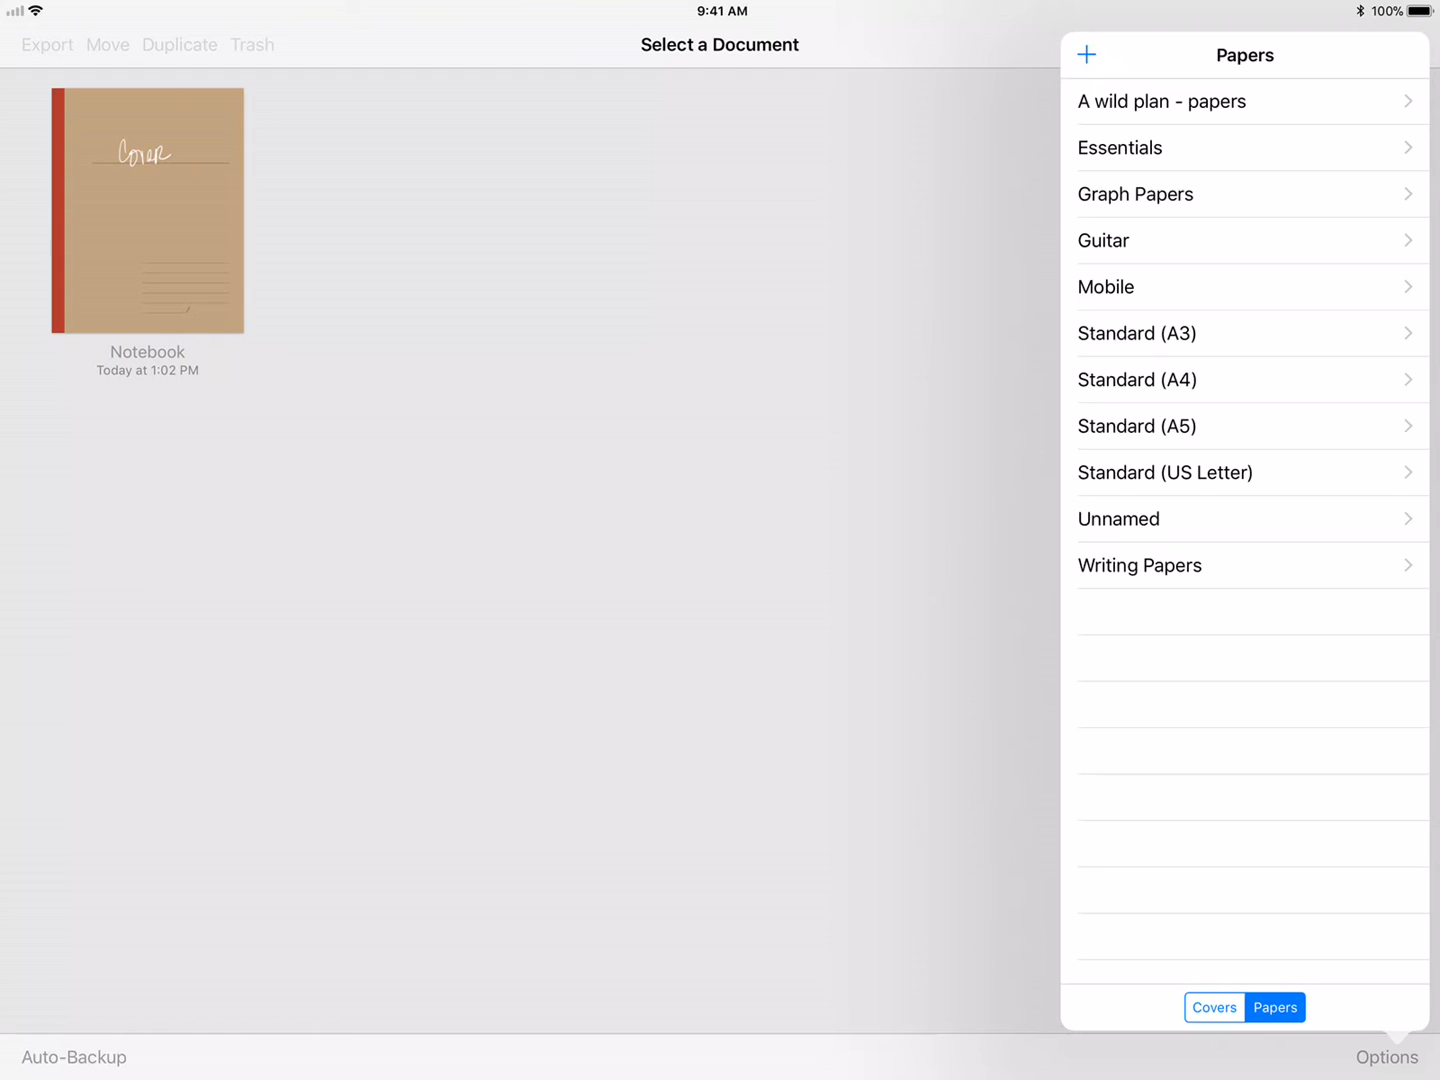 9:41 AM
100%
Export Move Duplicate Trash
Select a Document
Cover
Notebook
Today at 1:02 PM
Papers
A wild plan - papers
Essentials
Graph Papers
Guitar
Mobile
Standard (A3)
Standard (A4)
Standard (A5)
Standard (US Letter)
Unnamed
Writing Papers
Covers Papers
Auto-Backup
Options